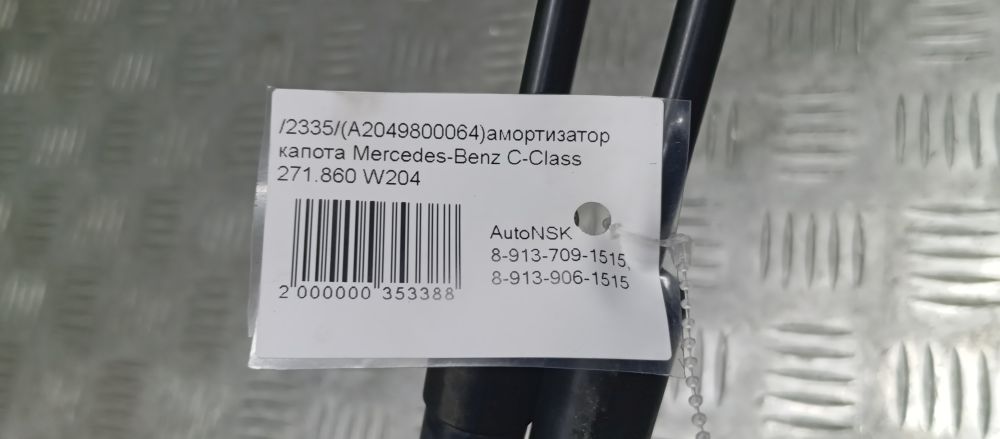 /2335/(A2049800064)амортизатор
капота Mercedes-Benz C-Class
271.860 W204
AutoNSK
8-913-709-1515,
8-913-906-1515
2 000000 353388